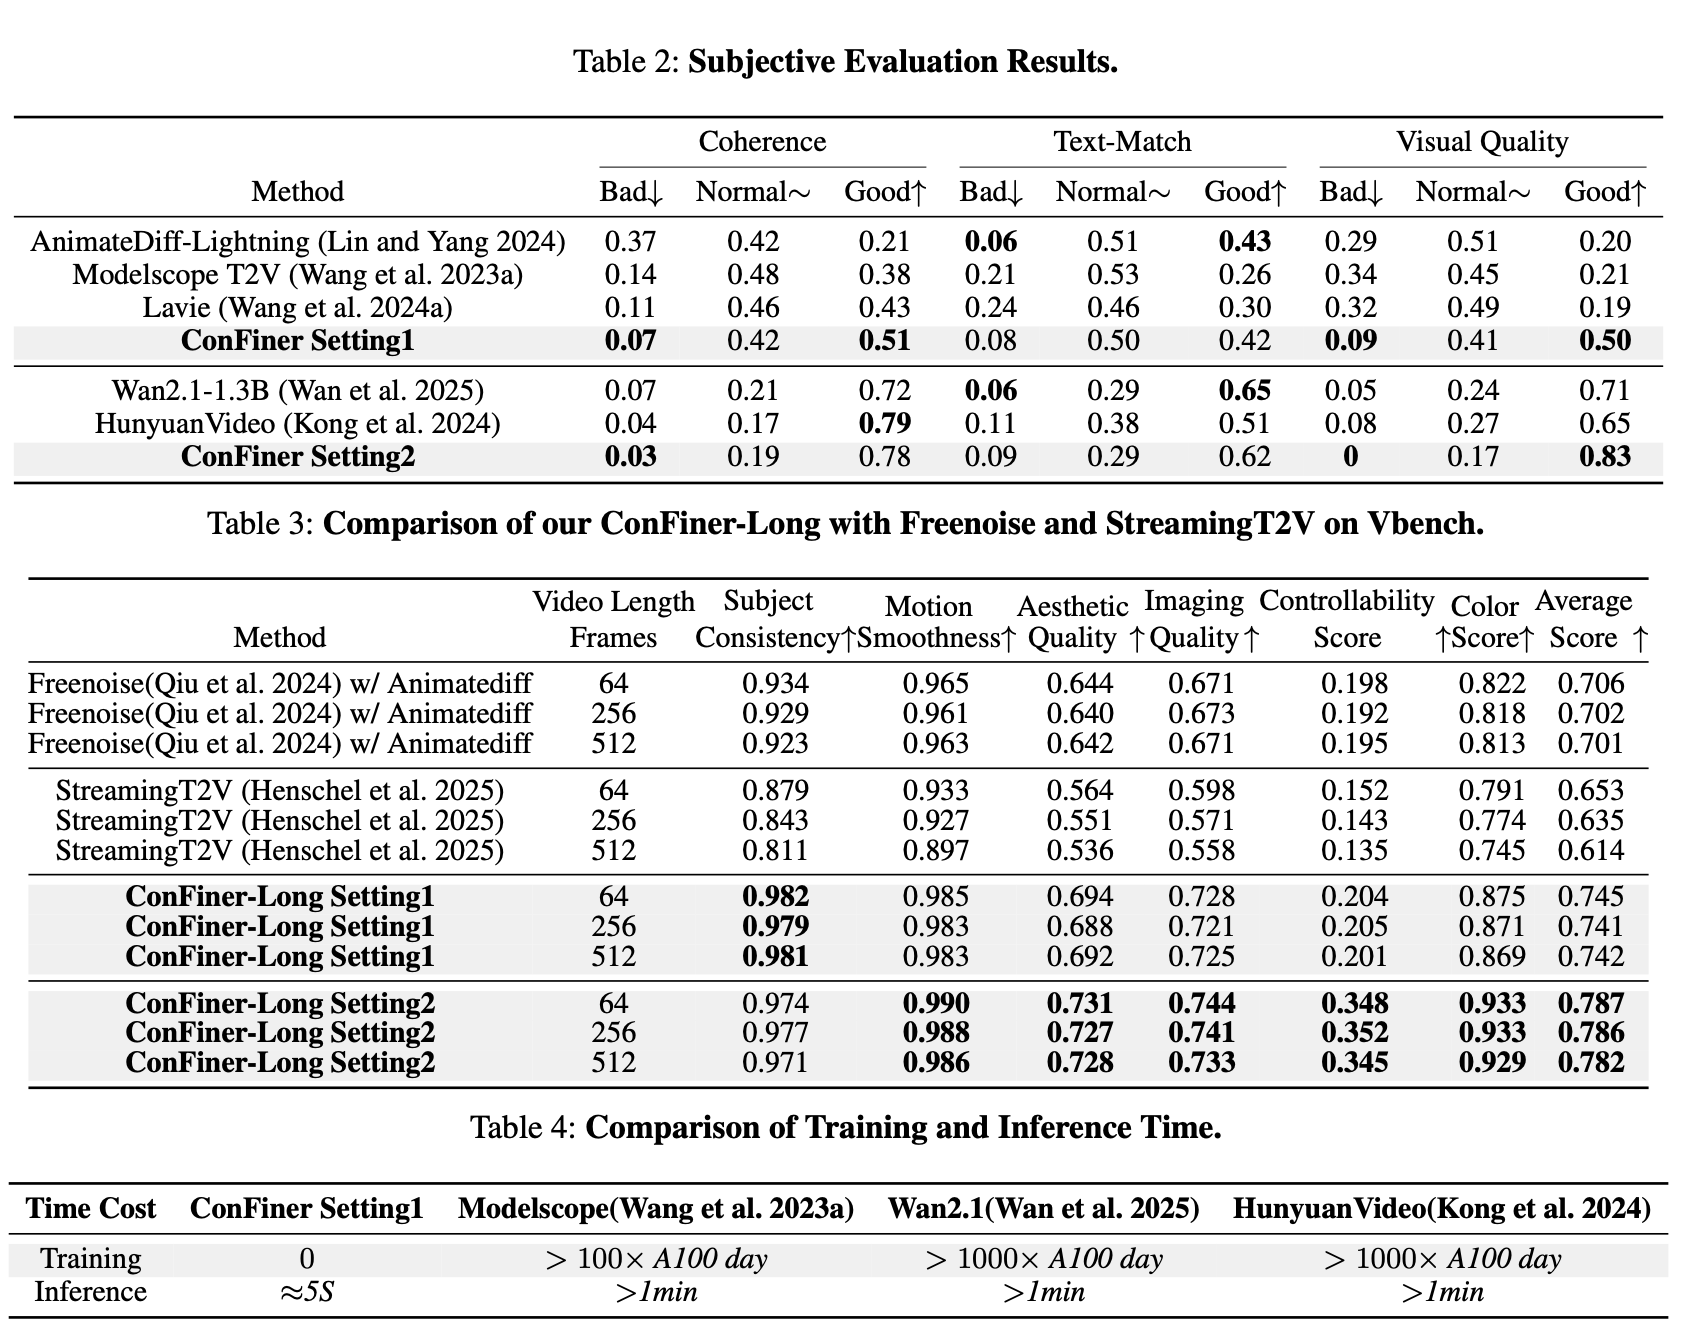 Table 2: Subjective Evaluation Results.
Coherence Text-Match Visual Quality
Method Bad↓ Normal∼ Good↑ Bad↓ Normal∼ Good↑ Bad↓ Normal∼ Good↑
AnimateDiff-Lightning (Lin and Yang 2024) 0.37 0.42 0.21 0.06 0.51 0.43 0.29 0.51 0.20
Modelscope T2V (Wang et al. 2023a) 0.14 0.48 0.38 0.21 0.53 0.26 0.34 0.45 0.21
Lavie (Wang et al. 2024a) 0.11 0.46 0.43 0.24 0.46 0.30 0.32 0.49 0.19
ConFiner Setting1 0.07 0.42 0.51 0.08 0.50 0.42 0.09 0.41 0.50
Wan2.1-1.3B (Wan et al. 2025) 0.07 0.21 0.72 0.06 0.29 0.65 0.05 0.24 0.71
HunyuanVideo (Kong et al. 2024) 0.04 0.17 0.79 0.11 0.38 0.51 0.08 0.27 0.65
ConFiner Setting2 0.03 0.19 0.78 0.09 0.29 0.62 0 0.17 0.83
Table 3: Comparison of our ConFiner-Long with Freenoise and StreamingT2V on Vbench.
Video Length Subject Motion Aesthetic Imaging Controllability Color Average
Method Frames Consistency↑ Smoothness↑ Quality ↑ Quality ↑ Score ↑ Score↑ Score ↑
Freenoise(Qiu et al. 2024) w/ Animatediff 64 0.934 0.965 0.644 0.671 0.198 0.822 0.706
Freenoise(Qiu et al. 2024) w/ Animatediff 256 0.929 0.961 0.640 0.673 0.192 0.818 0.702
Freenoise(Qiu et al. 2024) w/ Animatediff 512 0.923 0.963 0.642 0.671 0.195 0.813 0.701
StreamingT2V (Henschel et al. 2025) 64 0.879 0.933 0.564 0.598 0.152 0.791 0.653
StreamingT2V (Henschel et al. 2025) 256 0.843 0.927 0.551 0.571 0.143 0.774 0.635
StreamingT2V (Henschel et al. 2025) 512 0.811 0.897 0.536 0.558 0.135 0.745 0.614
ConFiner-Long Setting1 64 0.982 0.985 0.694 0.728 0.204 0.875 0.745
ConFiner-Long Setting1 256 0.979 0.983 0.688 0.721 0.205 0.871 0.741
ConFiner-Long Setting1 512 0.981 0.983 0.692 0.725 0.201 0.869 0.742
ConFiner-Long Setting2 64 0.974 0.990 0.731 0.744 0.348 0.933 0.787
ConFiner-Long Setting2 256 0.977 0.988 0.727 0.741 0.352 0.933 0.786
ConFiner-Long Setting2 512 0.971 0.986 0.728 0.733 0.345 0.929 0.782
Table 4: Comparison of Training and Inference Time.
Time Cost ConFiner Setting1 Modelscope(Wang et al. 2023a) Wan2.1(Wan et al. 2025) HunyuanVideo(Kong et al. 2024)
Training 0 > 100× A100 day > 1000× A100 day > 1000× A100 day
Inference ≈5S >1min >1min >1min